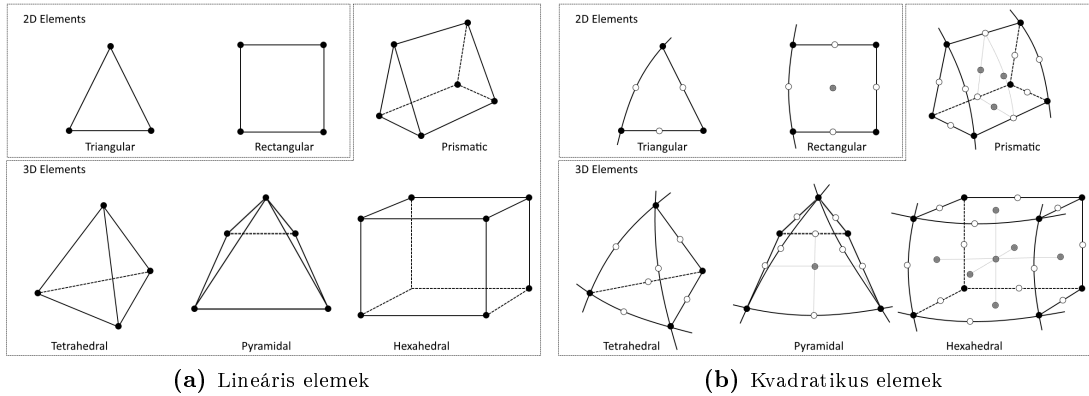 2D Elements
Triangular
Rectangular
Prismatic
3D Elements
Tetrahedral
Pyramidal
Hexahedral
(a) Lineáris elemek
2D Elements
Triangular
Rectangular
Prismatic
3D Elements
Tetrahedral
Pyramidal
Hexahedral
(b) Kvadratikus elemek